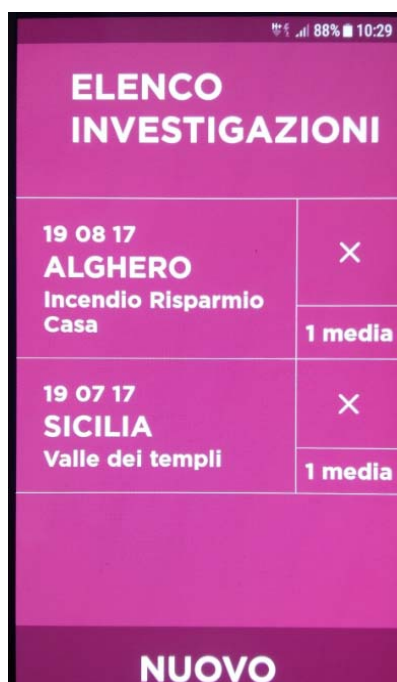 88% 10:29
ELENCO
INVESTIGAZIONI
19 08 17
ALGHERO
Incendio Risparmio
Casa
1 media
19 07 17
SICILIA
Valle dei templi
1 media
NUOVO